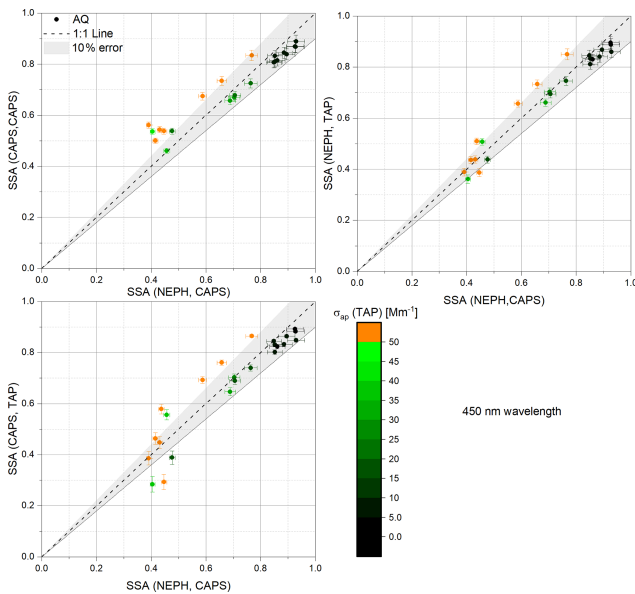 AQ
1:1 Line
10% error
1.0
0.8
0.6
0.4
0.2
0.0
SSA (CAPS,CAPS)
0.0 0.2 0.4 0.6 0.8 1.0
SSA (NEPH, CAPS)
1.0
0.8
0.6
0.4
0.2
0.0
SSA (NEPH, TAP)
0.0 0.2 0.4 0.6 0.8 1.0
SSA (NEPH,CAPS)
1.0
0.8
0.6
0.4
0.2
0.0
SSA (CAPS, TAP)
0.0 0.2 0.4 0.6 0.8 1.0
SSA (NEPH, CAPS)
σap (TAP) [Mm-1]
50
45
40
35
30
25
20
15
10
5.0
0.0
450 nm wavelength